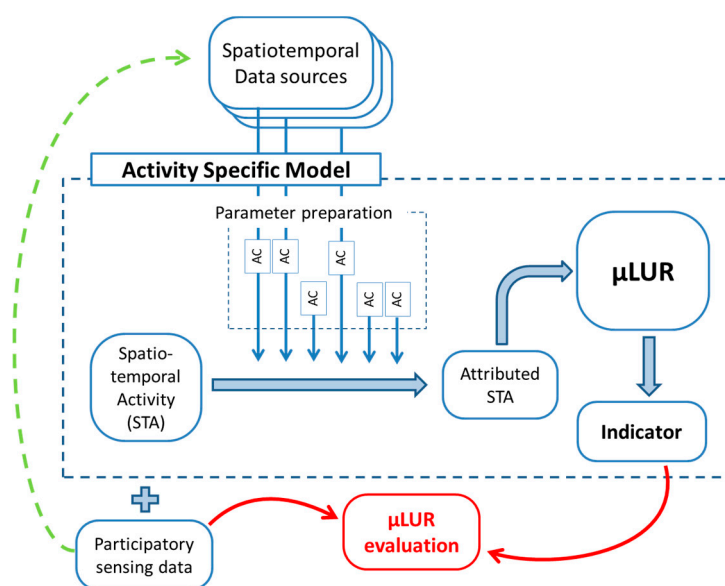 Spatiotemporal
Data sources
Activity Specific Model
Parameter preparation
AC
AC
AC
AC
AC
AC
µLUR
Spatio-
temporal
Activity
(STA)
Attributed
STA
Indicator
Participatory
sensing data
µLUR
evaluation